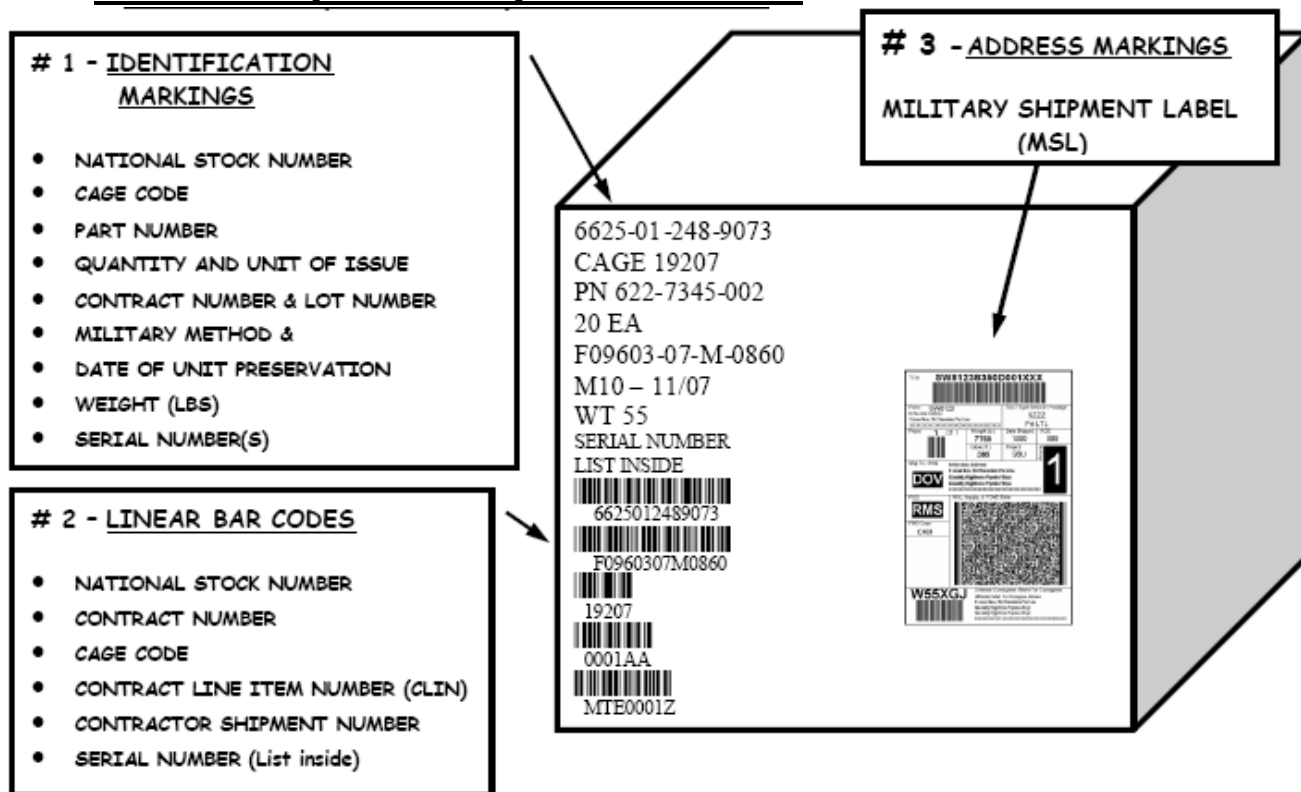 # 1 - IDENTIFICATION
MARKINGS
• NATIONAL STOCK NUMBER
• CAGE CODE
• PART NUMBER
• QUANTITY AND UNIT OF ISSUE
• CONTRACT NUMBER & LOT NUMBER
• MILITARY METHOD &
• DATE OF UNIT PRESERVATION
• WEIGHT (LBS)
• SERIAL NUMBER(S)
# 2 - LINEAR BAR CODES
• NATIONAL STOCK NUMBER
• CONTRACT NUMBER
• CAGE CODE
• CONTRACT LINE ITEM NUMBER (CLIN)
• CONTRACTOR SHIPMENT NUMBER
• SERIAL NUMBER (List inside)
# 3 - ADDRESS MARKINGS
MILITARY SHIPMENT LABEL
(MSL)
6625-01-248-9073
CAGE 19207
PN 622-7345-002
20 EA
F09603-07-M-0860
M10 – 11/07
WT 55
SERIAL NUMBER
LIST INSIDE
6625012489073
F0960307M0860
19207
0001AA
MTE0001Z
1
DOV
RMS
W55XGJ